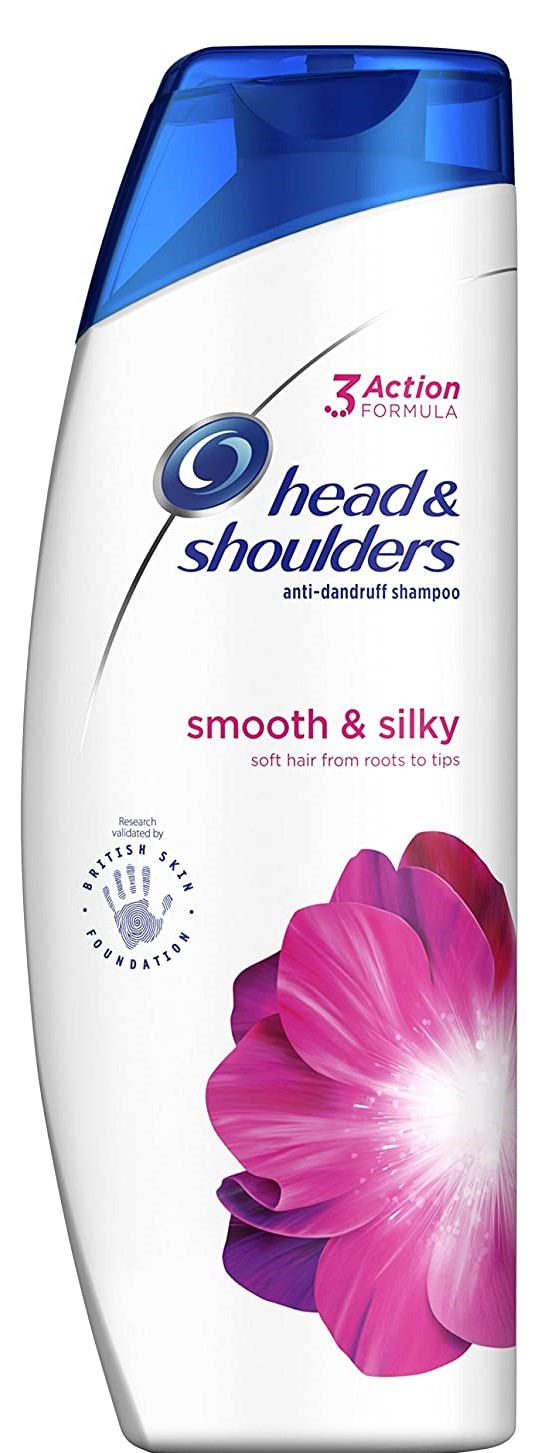 3 Action
FORMULA
head &
shoulders
anti-dandruff shampoo
smooth & silky
soft hair from roots to tips
Research
validated by
BRITISH SKIN
FOUNDATION